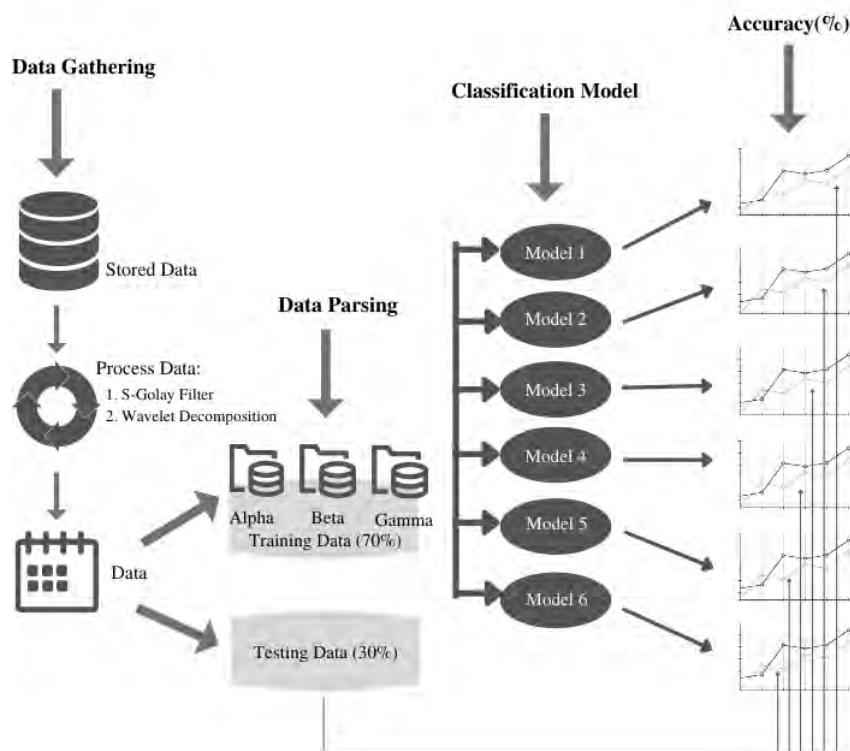 Accuracy(%)
Data Gathering
Classification Model
Stored Data
Model 1
Data Parsing
Model 2
Process Data:
1. S-Golay Filter
2. Wavelet Decomposition
Model 3
Model 4
Alpha Beta Gamma
Training Data (70%)
Model 5
Data
Model 6
Testing Data (30%)